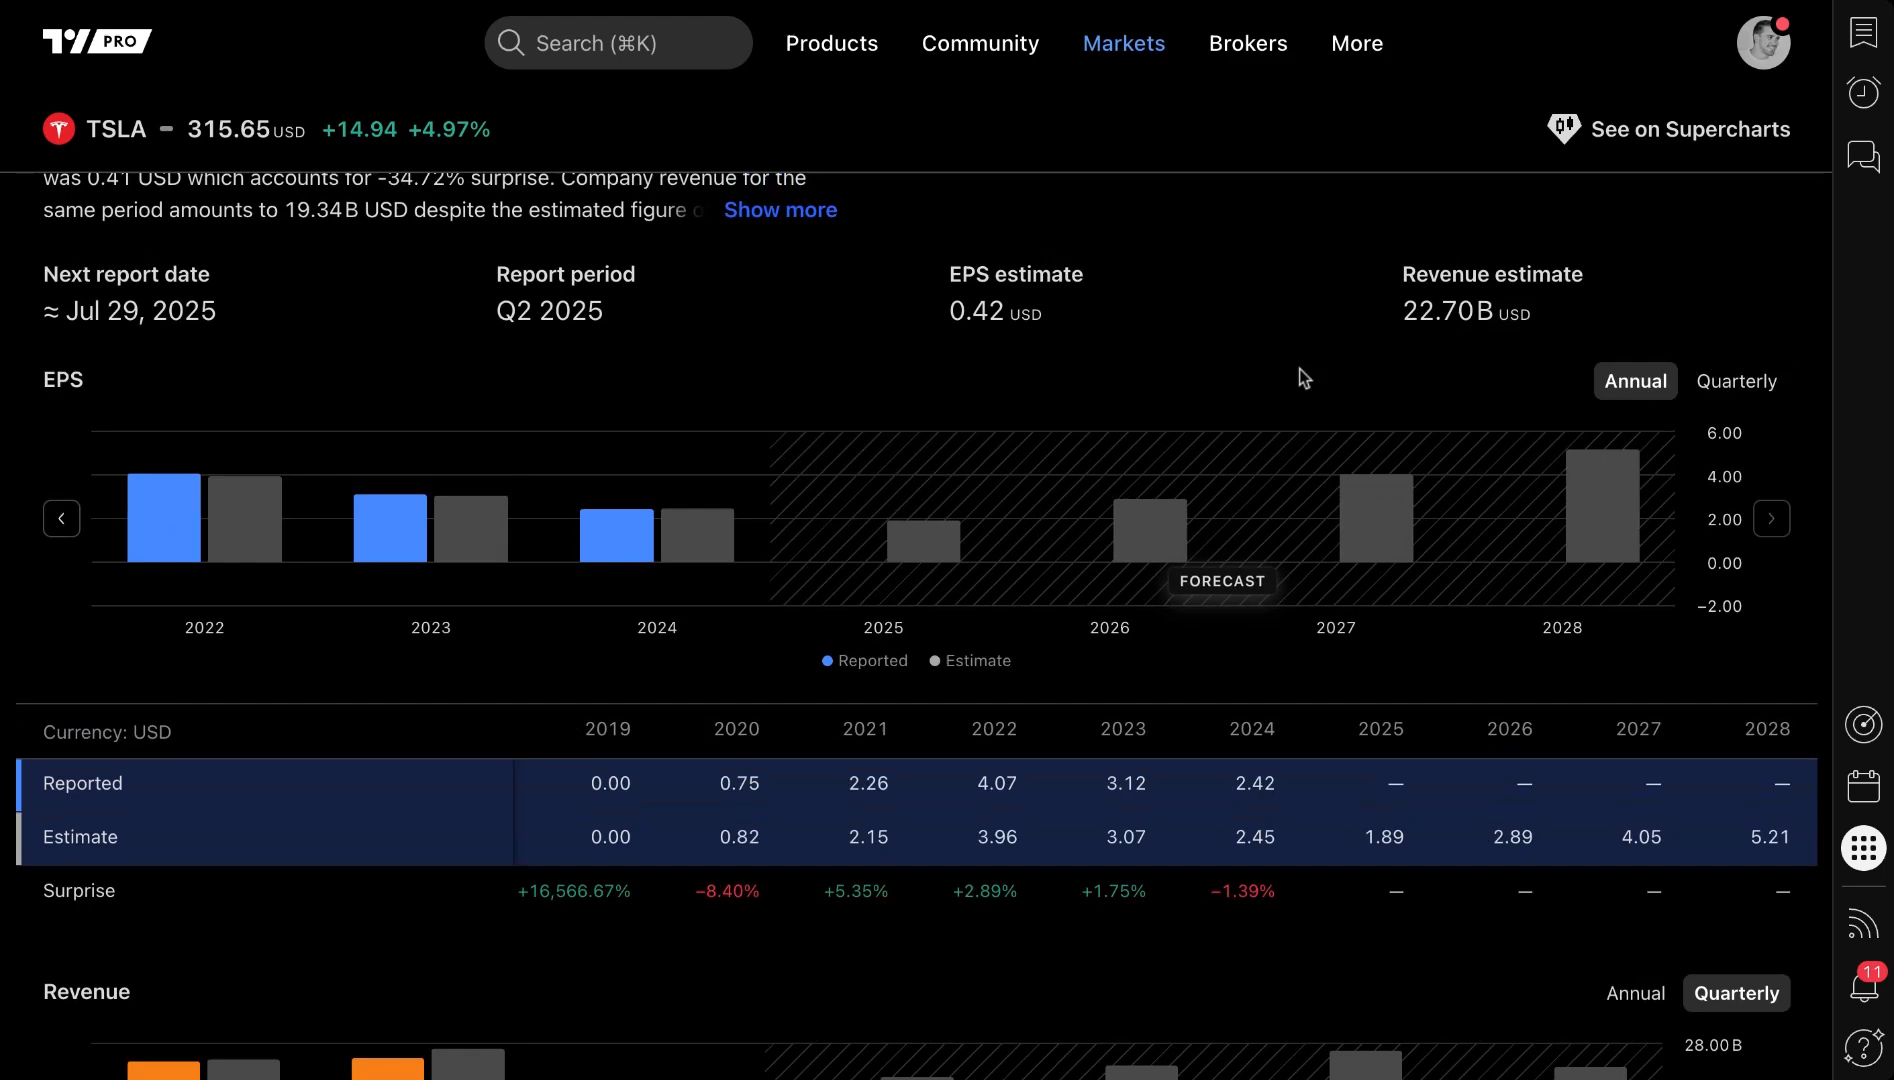 PRO
Search (⌘K)
Products
Community
Markets
Brokers
More
TSLA
315.65 USD +14.94 +4.97%
See on Supercharts
was 0.41 USD which accounts for -34.72% surprise. Company revenue for the
same period amounts to 19.34B USD despite the estimated figure
Show more
Next report date
≈ Jul 29, 2025
Report period
Q2 2025
EPS estimate
0.42 USD
Revenue estimate
22.70B USD
EPS
Annual
Quarterly
6.00
4.00
2.00
0.00
−2.00
FORECAST
2022 2023 2024 2025 2026 2027 2028
Reported Estimate
Currency: USD 2019 2020 2021 2022 2023 2024 2025 2026 2027 2028
Reported 0.00 0.75 2.26 4.07 3.12 2.42 — — — —
Estimate 0.00 0.82 2.15 3.96 3.07 2.45 1.89 2.89 4.05 5.21
Surprise +16,566.67% −8.40% +5.35% +2.89% +1.75% −1.39% — — — —
Revenue
Annual
Quarterly
28.00B
11